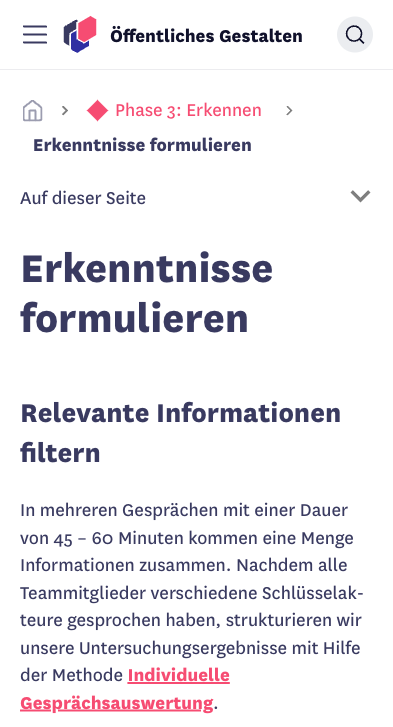 Öffentliches Gestalten
Phase 3: Erkennen
Erkenntnisse formulieren
Auf dieser Seite
Erkenntnisse
formulieren
Relevante Informationen
filtern
In mehreren Gesprächen mit einer Dauer
von 45 – 60 Minuten kommen eine Menge
Informationen zusammen. Nachdem alle
Teammitglieder verschiedene Schlüsselak-
teure gesprochen haben, strukturieren wir
unsere Untersuchungsergebnisse mit Hilfe
der Methode Individuelle
Gesprächsauswertung.